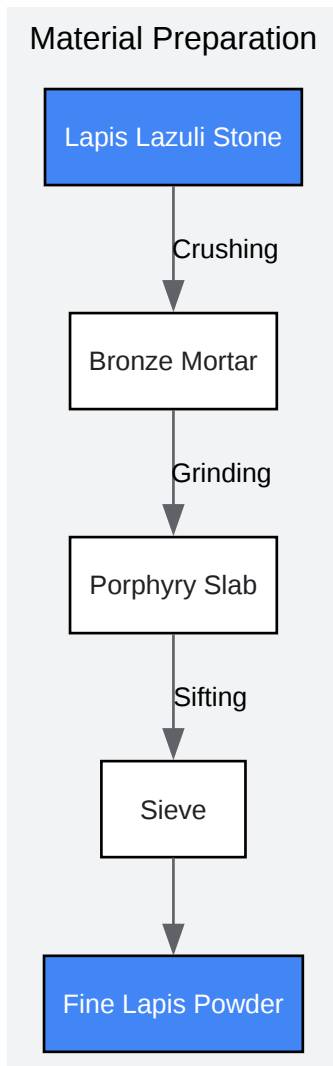 Material Preparation
Lapis Lazuli Stone
Crushing
Bronze Mortar
Grinding
Porphyry Slab
Sifting
Sieve
Fine Lapis Powder